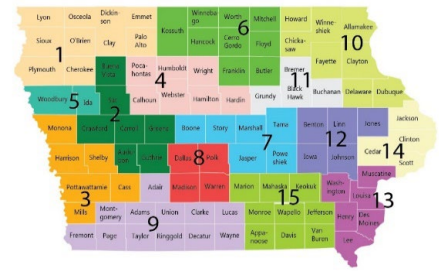 Lyon Osceola Dickin-son Emmet Winneba-go Worth Mitchell Howard Winne-shiek Allamakee
Kossuth 6 10
Sioux O'Brien Clay Palo Alto Hancock Cerro Gordo Floyd Chicka-saw
1 Fayette Clayton
Plymouth Cherokee Buena Vista Poca-hontas Humboldt Wright Franklin Butler Bremer
4 11
Woodbury Ida Sac Calhoun Webster Hamilton Hardin Grundy Black Hawk Buchanan Delaware Dubuque
5 2 Jackson
Monona Crawford Carroll Greene Boone Story Marshall Tama Benton Linn Jones Clinton
7 12 Cedar 14
Harrison Shelby Guthrie Dallas Polk Jasper Powe shiek Iowa Johnson Scott
8 Muscatine
Pottawattamie Cass Adair Madison Warren Marion Mahaska Keokuk Wash-ington Louisa
3 15 13
Mills Mont-gomery Adams Union Clarke Lucas Monroe Wapello Jefferson Henry Des Moines
9
Fremont Page Taylor Ringgold Decatur Wayne Appa-noose Davis Van Buren Lee